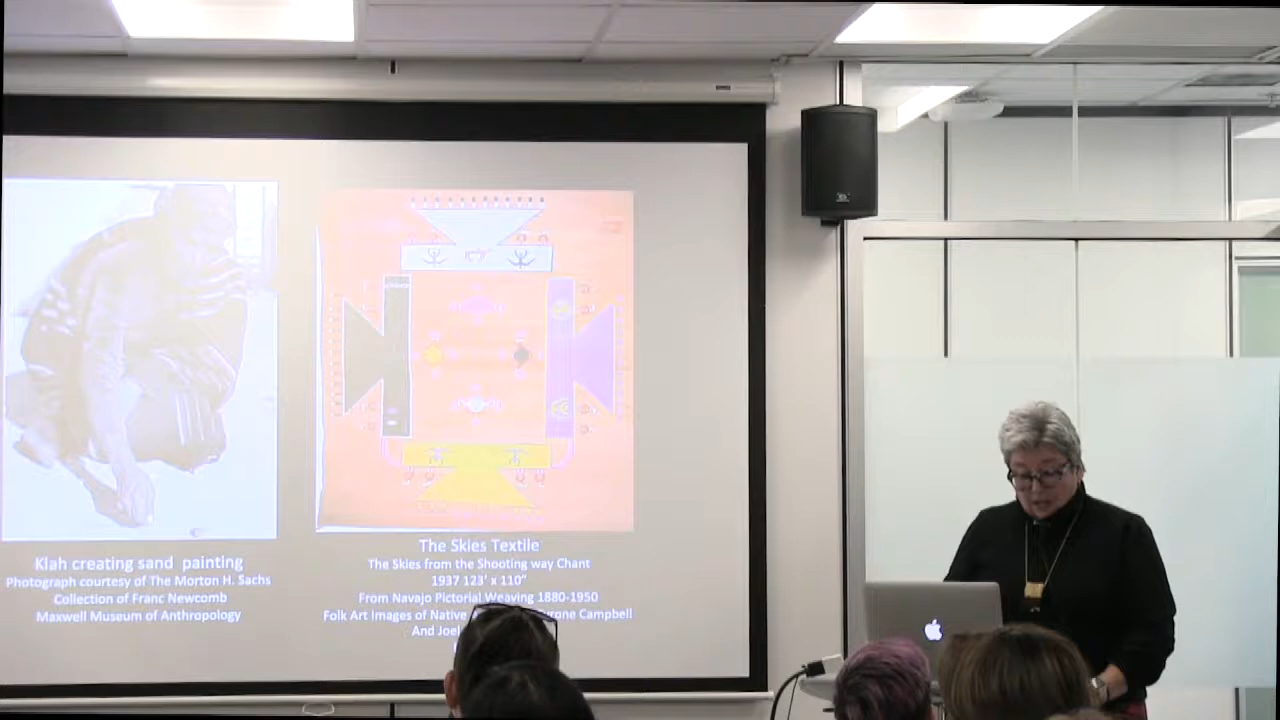 Klah creating sand painting
Photograph courtesy of The Morton H. Sachs
Collection of Franc Newcomb
Maxwell Museum of Anthropology
The Skies Textile
The Skies from the Shooting way Chant
1937 123' x 110"
From Navajo Pictorial Weaving 1880-1950
Folk Art Images of Native Campbell
And Joel